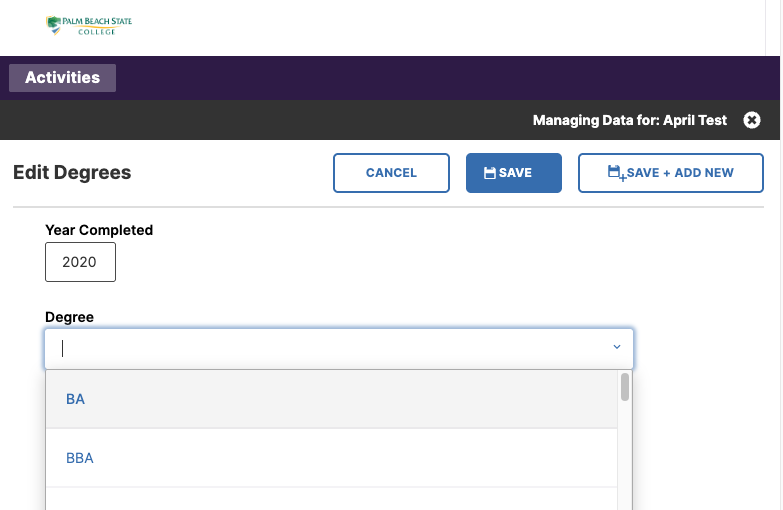 PALM BEACH STATE
COLLEGE
Activities
Managing Data for: April Test
Edit Degrees
CANCEL
SAVE
SAVE + ADD NEW
Year Completed
2020
Degree
BA
BBA